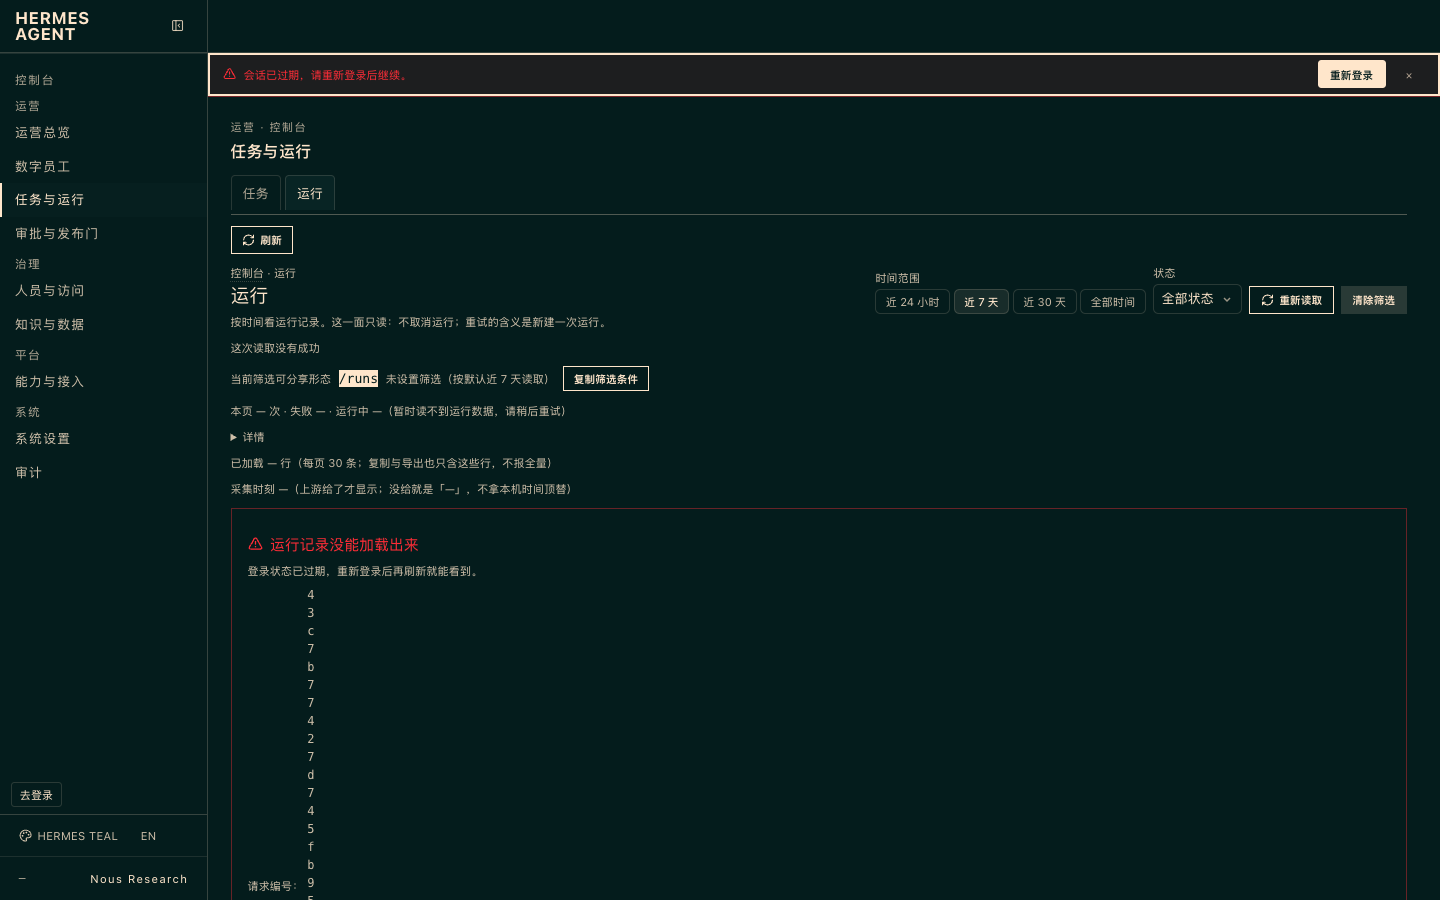 HERMES
AGENT
控制台
运营
运营总览
数字员工
任务与运行
审批与发布门
治理
人员与访问
知识与数据
平台
能力与接入
系统
系统设置
审计
去登录
HERMES TEAL
EN
—
Nous Research
会话已过期，请重新登录后继续。
重新登录
×
运营 · 控制台
任务与运行
任务
运行
刷新
控制台 · 运行
运行
按时间看运行记录。这一面只读：不取消运行；重试的含义是新建一次运行。
时间范围
近 24 小时
近 7 天
近 30 天
全部时间
状态
全部状态
重新读取
清除筛选
这次读取没有成功
当前筛选可分享形态 /runs 未设置筛选（按默认近 7 天读取）
复制筛选条件
本页 — 次 · 失败 — · 运行中 —（暂时读不到运行数据，请稍后重试）
详情
已加载 — 行（每页 30 条；复制与导出也只含这些行，不报全量）
采集时刻 —（上游给了才显示；没给就是「—」，不拿本机时间顶替）
运行记录没能加载出来
登录状态已过期，重新登录后再刷新就能看到。
4
3
c
7
b
7
7
4
2
7
d
7
4
5
f
b
请求编号： 9